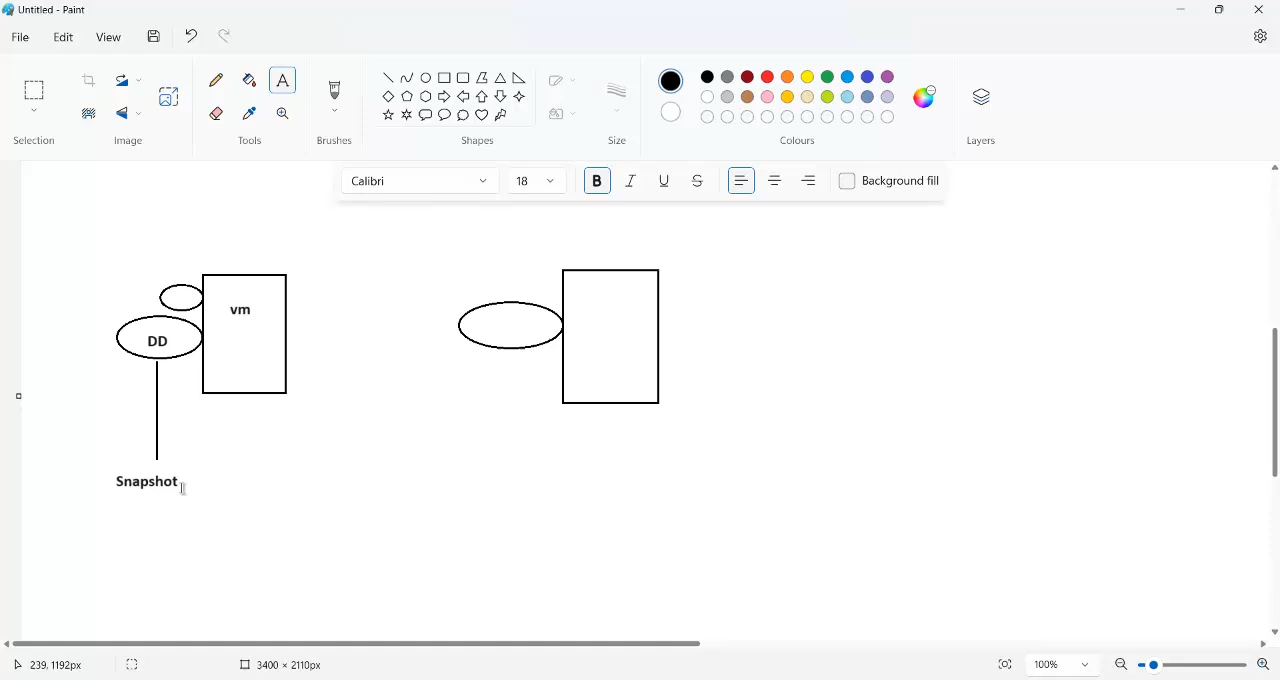 Untitled - Paint
File Edit View
Selection Image Tools Brushes Shapes Size Colours Layers
Calibri 18 B I U S Background fill
vm
DD
Snapshot
239, 1192px 3400 × 2110px 100%